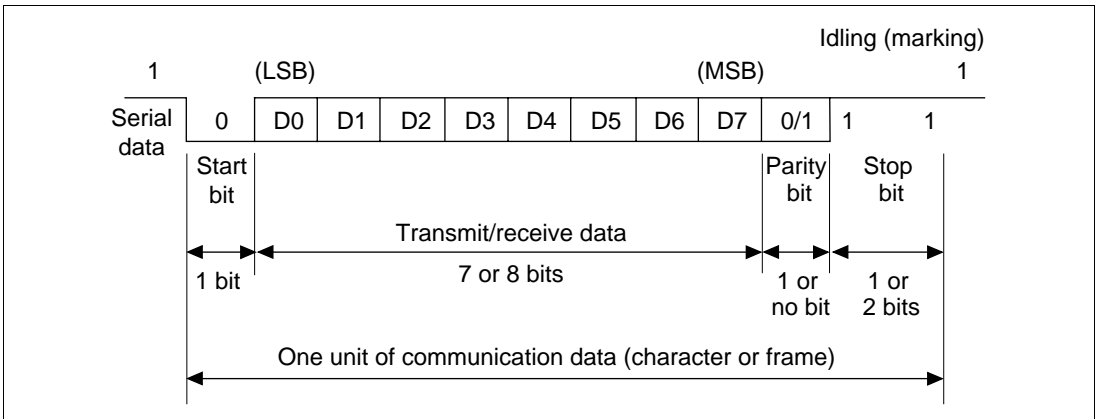 Idling (marking)
1 (LSB) (MSB) 1
Serial data 0 D0 D1 D2 D3 D4 D5 D6 D7 0/1 1 1
Start bit
Parity bit
Stop bit
Transmit/receive data
1 bit
7 or 8 bits
1 or no bit
1 or 2 bits
One unit of communication data (character or frame)